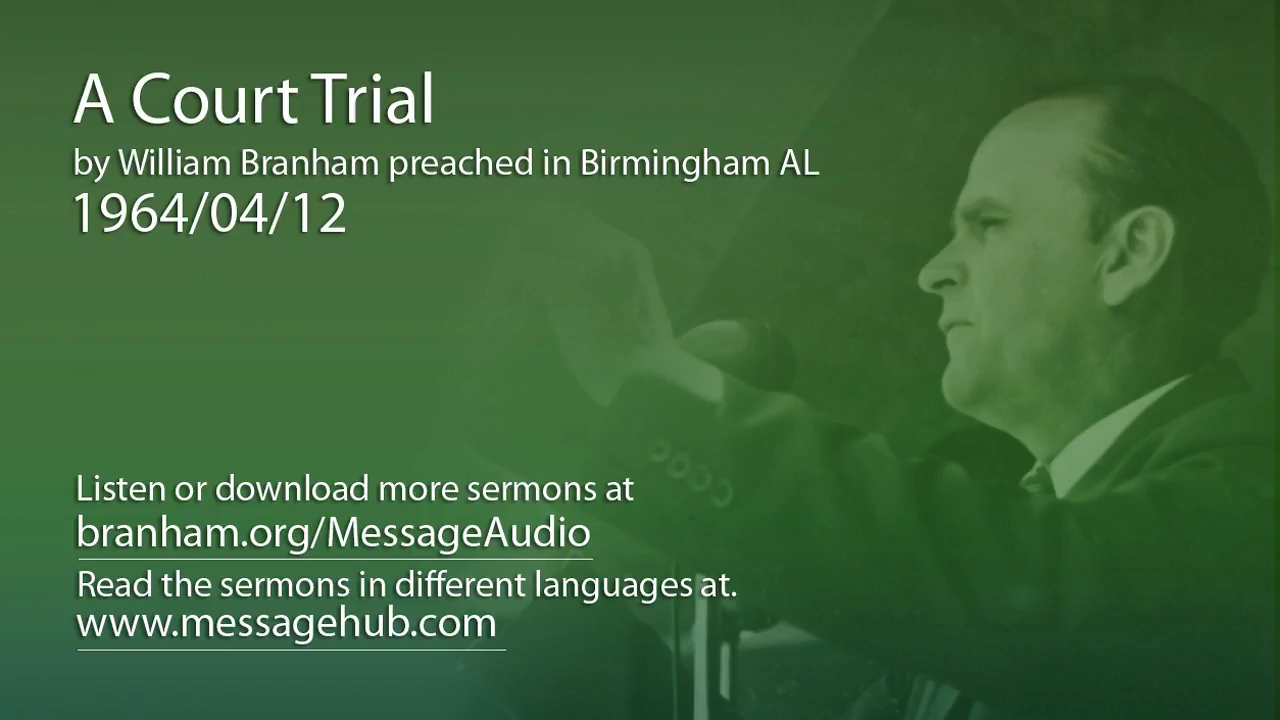 A Court Trial
by William Branham preached in Birmingham AL
1964/04/12
Listen or download more sermons at
branham.org/MessageAudio
Read the sermons in different languages at.
www.messagehub.com